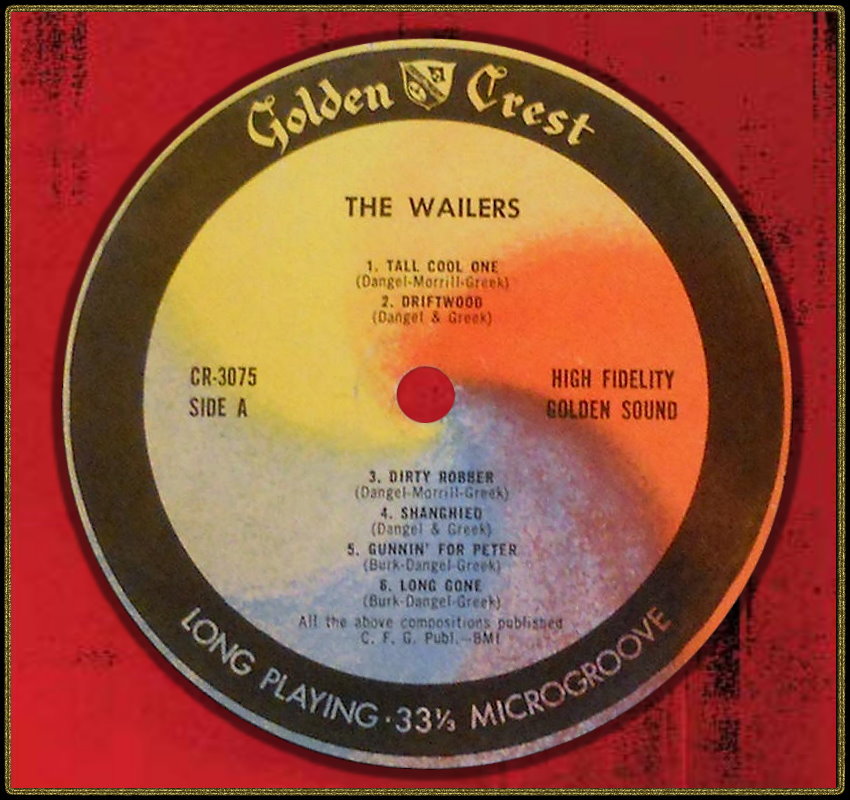 Golden Crest
THE WAILERS
1. TALL COOL ONE
(Dangel-Morrill-Greek)
2. DRIFTWOOD
(Dangel & Greek)
CR-3075
SIDE A
HIGH FIDELITY
GOLDEN SOUND
3. DIRTY ROBBER
(Dangel-Morrill-Greek)
4. SHANGHIED
(Dangel & Greek)
5. GUNNIN' FOR PETER
(Burk-Dangel-Greek)
6. LONG GONE
(Burk-Dangel-Greek)
All the above compositions published
C. F. G. Publ.-BMI
LONG PLAYING · 33⅓ MICROGROOVE